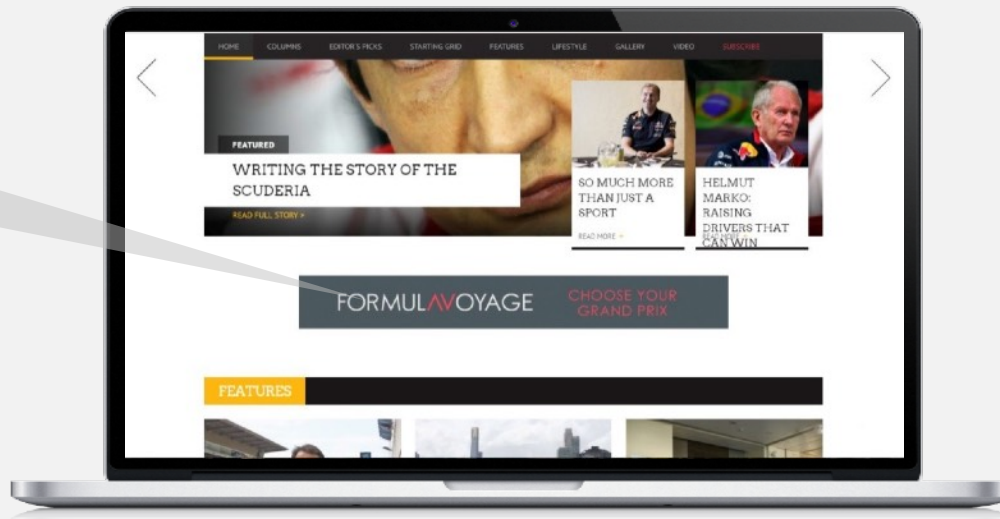 HOME COLUMNS EDITOR'S PICKS STARTING GRID FEATURES LIFESTYLE GALLERY VIDEO SUBSCRIBE
FEATURED
WRITING THE STORY OF THE
SCUDERIA
READ FULL STORY >
SO MUCH MORE
THAN JUST A
SPORT
READ MORE
HELMUT
MARKO:
RAISING
DRIVERS THAT
CAN WIN
READ MORE
FORMULAVOYAGE
CHOOSE YOUR
GRAND PRIX
FEATURES